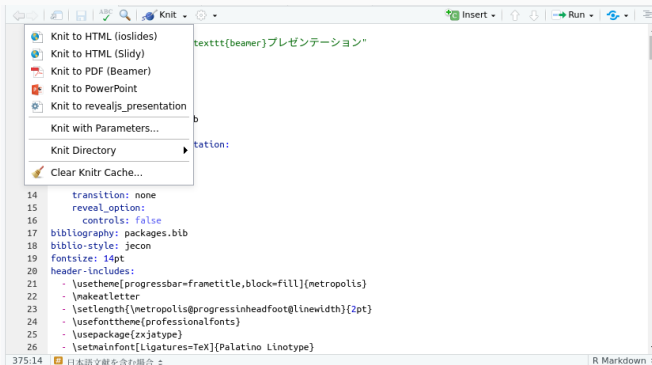 ABC Knit Insert Run
Knit to HTML (ioslides)
texttt{beamer}プレゼンテーション"
Knit to HTML (Slidy)
Knit to PDF (Beamer)
Knit to PowerPoint
Knit to revealjs_presentation
b
Knit with Parameters...
tation:
Knit Directory
Clear Knitr Cache...
14 transition: none
15 reveal_option:
16 controls: false
17 bibliography: packages.bib
18 biblio-style: jecon
19 fontsize: 14pt
20 header-includes:
21 - \usetheme[progressbar=frametitle,block=fill]{metropolis}
22 - \makeatletter
23 - \setlength{\metropolis@progressinheadfoot@linewidth}{2pt}
24 - \usefonttheme{professionalfonts}
25 - \usepackage{zxjatype}
26 - \setmainfont[Ligatures=TeX]{Palatino Linotype}
375:14 # 日本語文献を含む場合 R Markdown